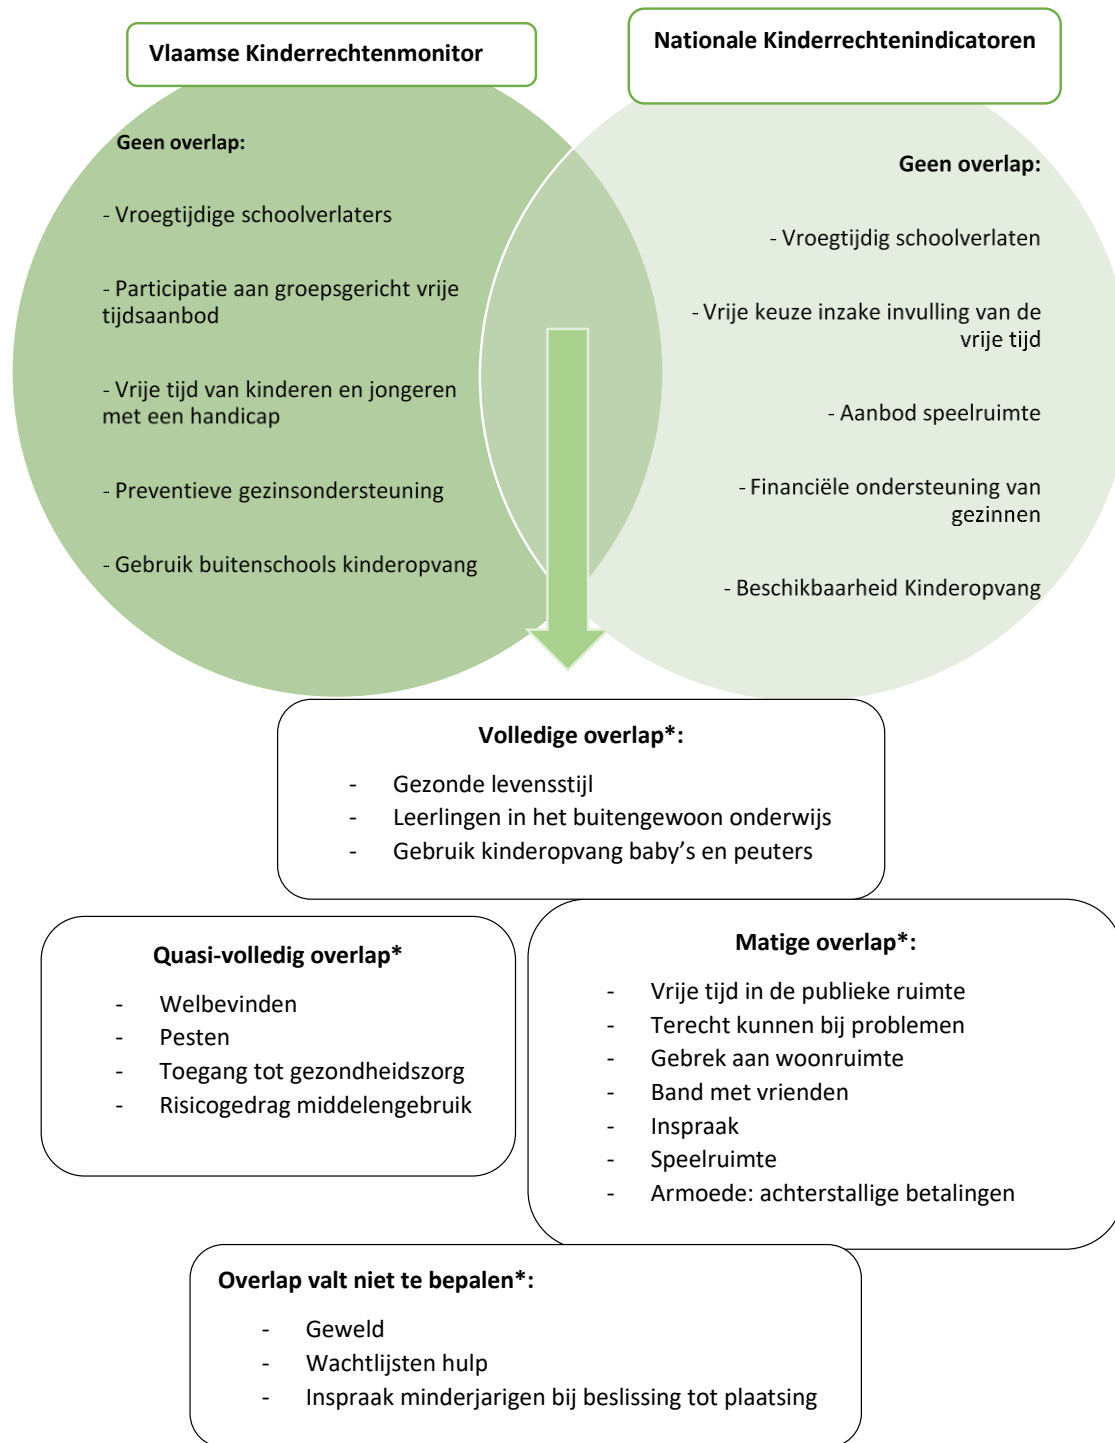 Vlaamse Kinderrechtenmonitor
Nationale Kinderrechtenindicatoren
Geen overlap:
- Vroegtijdige schoolverlaters
- Participatie aan groepsgericht vrije
tijdsaanbod
- Vrije tijd van kinderen en jongeren
met een handicap
- Preventieve gezinsondersteuning
- Gebruik buitenschools kinderopvang
Geen overlap:
- Vroegtijdig schoolverlaten
- Vrije keuze inzake invulling van de
vrije tijd
- Aanbod speelruimte
- Financiële ondersteuning van
gezinnen
- Beschikbaarheid Kinderopvang
Volledige overlap*:
- Gezonde levensstijl
- Leerlingen in het buitengewoon onderwijs
- Gebruik kinderopvang baby's en peuters
Quasi-volledig overlap*
- Welbevinden
- Pesten
- Toegang tot gezondheidszorg
- Risicogedrag middelengebruik
Matige overlap*:
- Vrije tijd in de publieke ruimte
- Terecht kunnen bij problemen
- Gebrek aan woonruimte
- Band met vrienden
- Inspraak
- Speelruimte
- Armoede: achterstallige betalingen
Overlap valt niet te bepalen*:
- Geweld
- Wachtlijsten hulp
- Inspraak minderjarigen bij beslissing tot plaatsing